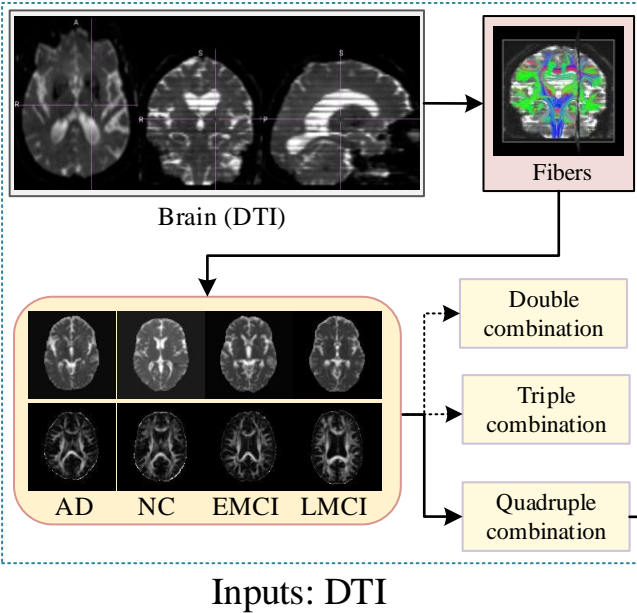 A
S
S
R
R
P
Brain (DTI)
Fibers
AD NC EMCI LMCI
Double
combination
Triple
combination
Quadruple
combination
Inputs: DTI